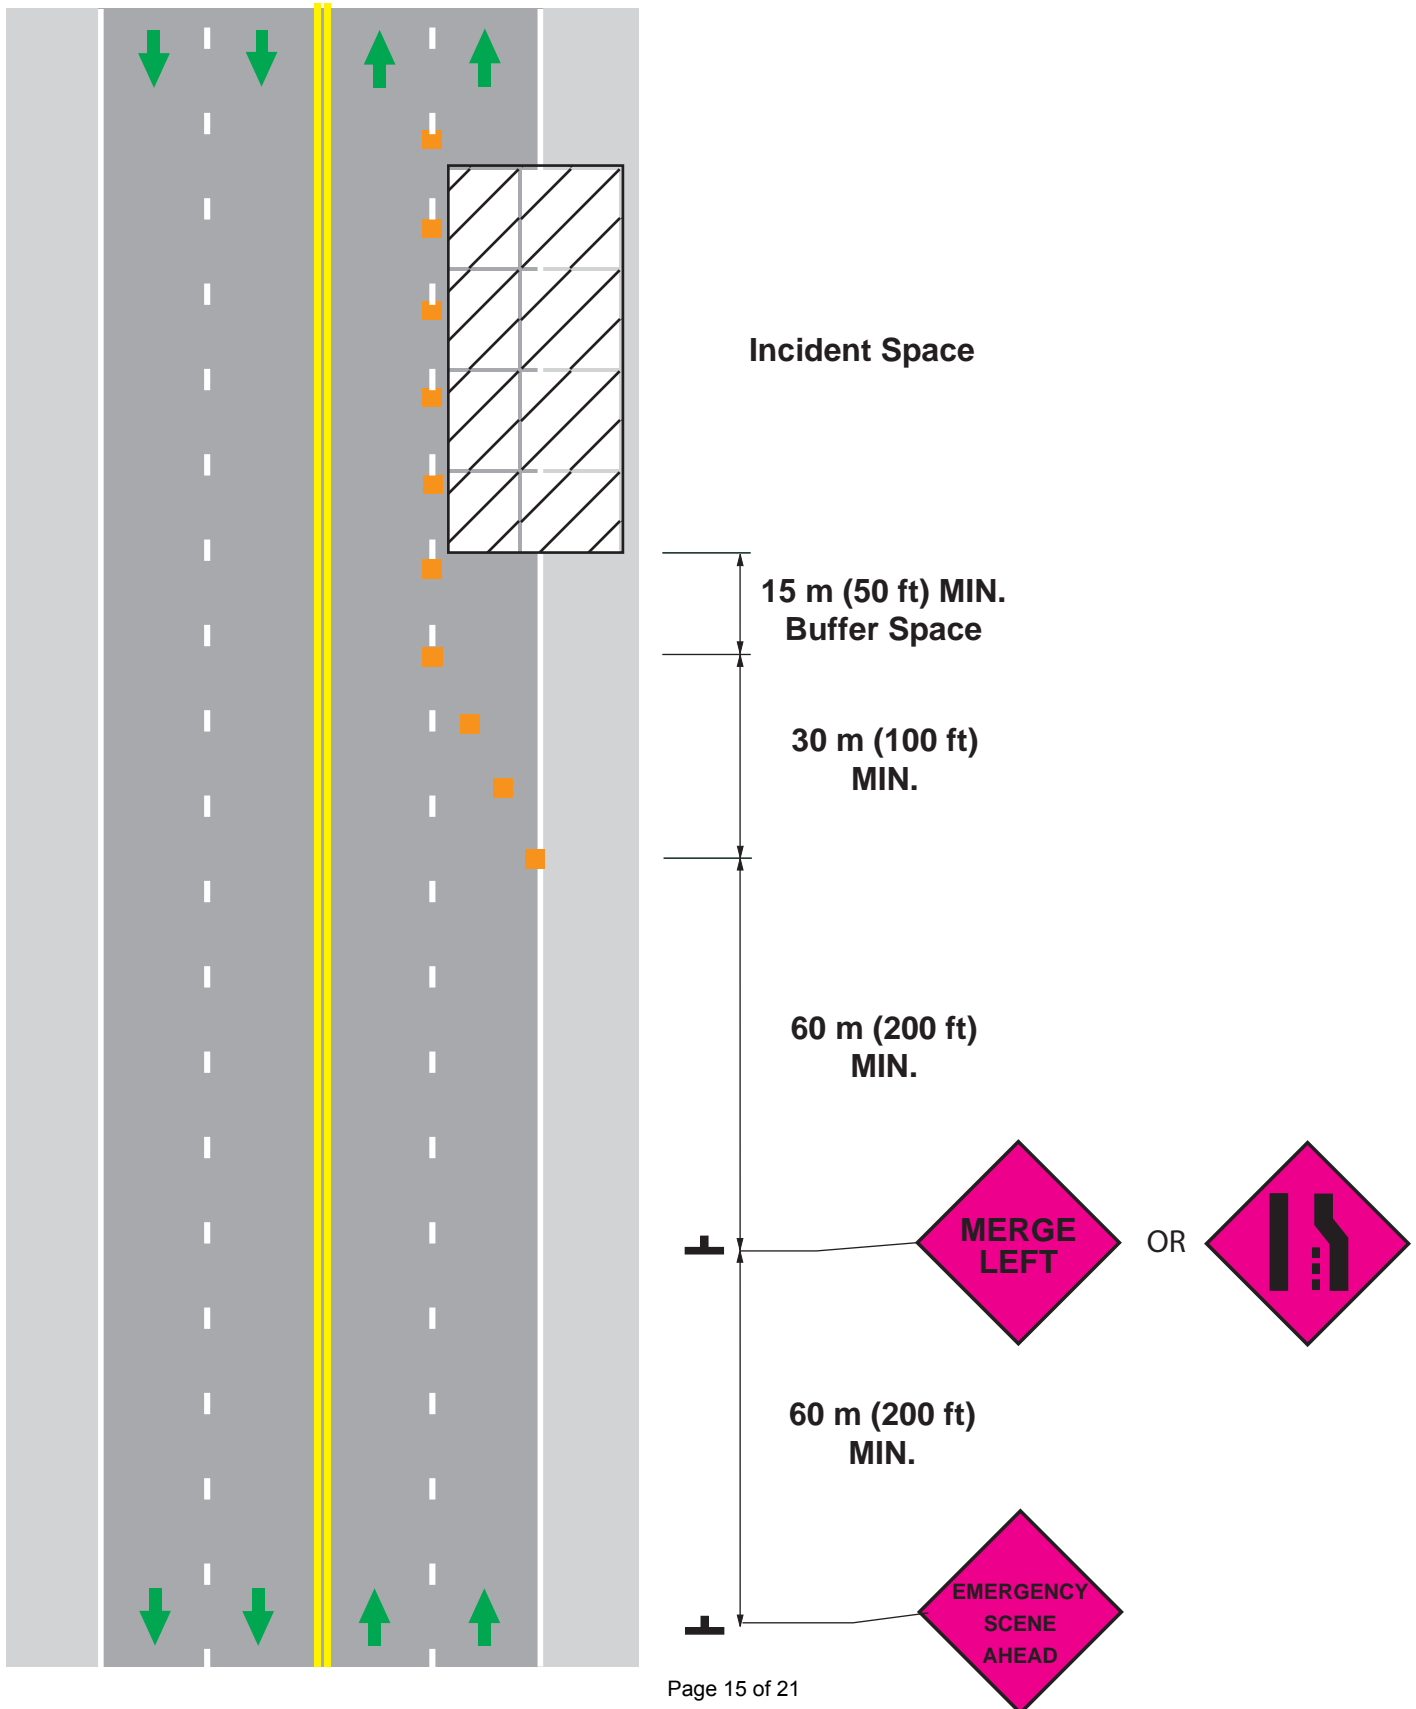 Incident Space
15 m (50 ft) MIN.
Buffer Space
30 m (100 ft)
MIN.
60 m (200 ft)
MIN.
MERGE
LEFT
OR
60 m (200 ft)
MIN.
EMERGENCY
SCENE
AHEAD
Page 15 of 21